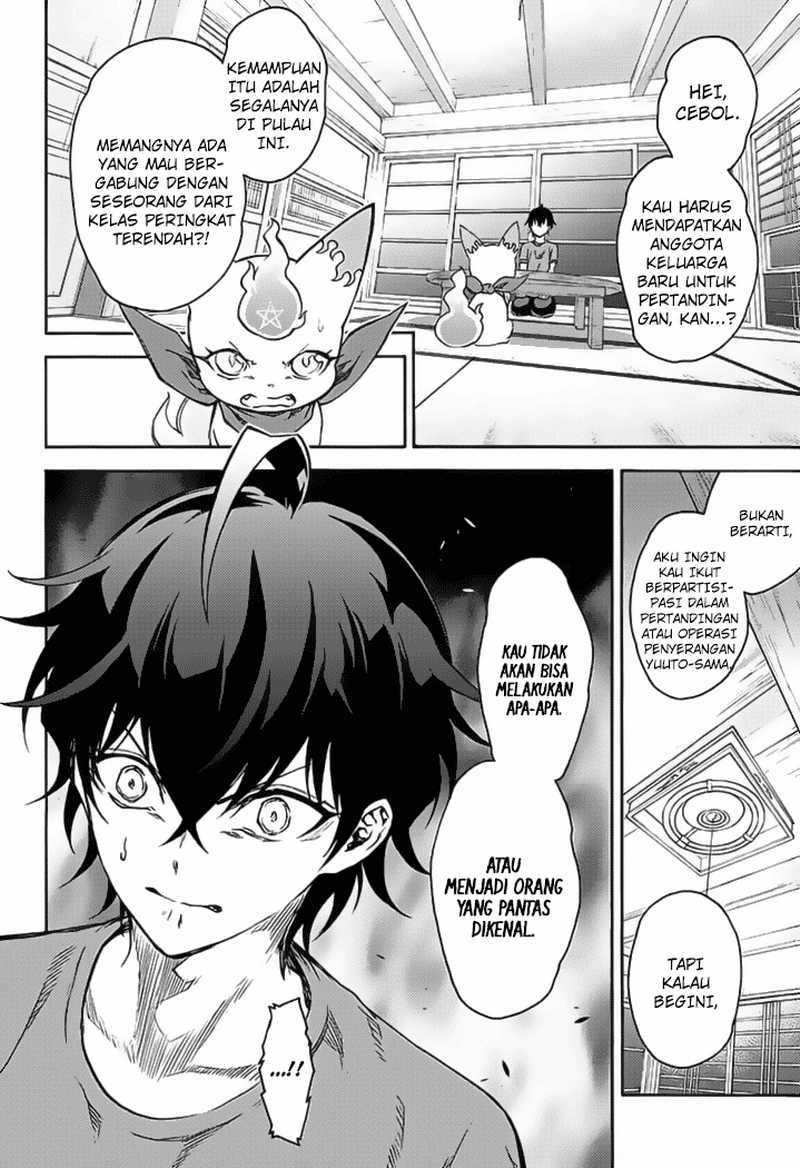 HEI,
CEBOL.
KAU HARUS
MENDAPATKAN
ANGGOTA
KELUARGA
BARU UNTUK
PERTANDING-
AN, KAN...?
KEMAMPUAN
ITU ADALAH
SEGALANYA
DI PULAU
INI.
MEMANGNYA ADA
YANG MAU BER-
GABUNG DENGAN
SESEORANG DARI
KELAS PERINGKAT
TERENDAH?!
BUKAN
BERARTI,
AKU INGIN
KAU IKUT
BERPARTISI-
PASI DALAM
PERTANDINGAN
ATAU OPERASI
PENYERANGAN
YUUTO-SAMA,
TAPI
KALAU
BEGINI,
KAU TIDAK
AKAN BISA
MELAKUKAN
APA-APA.
ATAU
MENJADI ORANG
YANG PANTAS
DIKENAL.
...!!